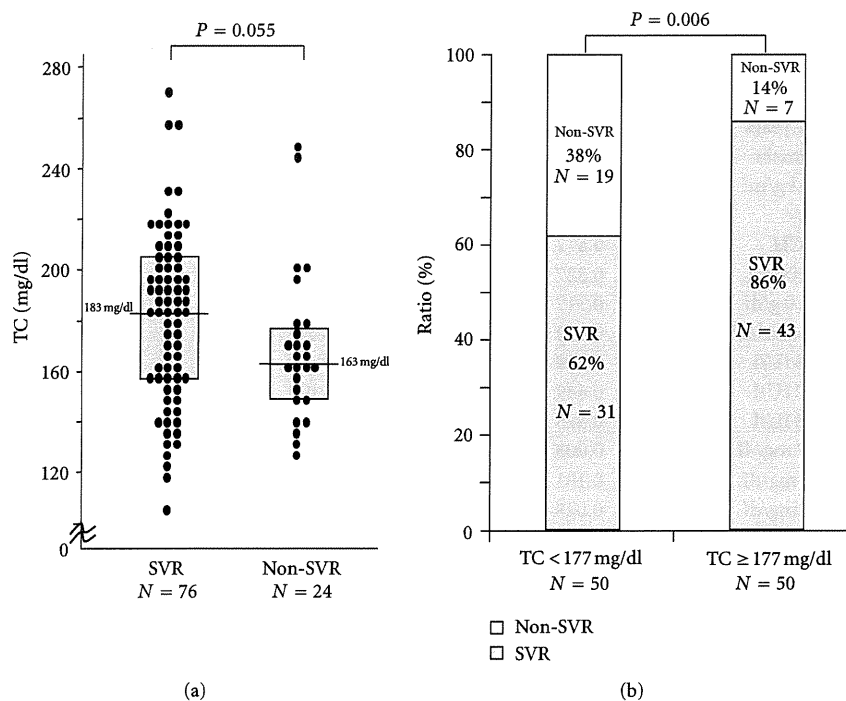 P = 0.055
280
240
200
160
120
0
TC (mg/dl)
183 mg/dl
163 mg/dl
SVR
N = 76
Non-SVR
N = 24
(a)
P = 0.006
100
80
60
40
20
0
Ratio (%)
Non-SVR
38%
N = 19
SVR
62%
N = 31
Non-SVR
14%
N = 7
SVR
86%
N = 43
TC < 177 mg/dl
N = 50
TC ≥ 177 mg/dl
N = 50
Non-SVR
SVR
(b)